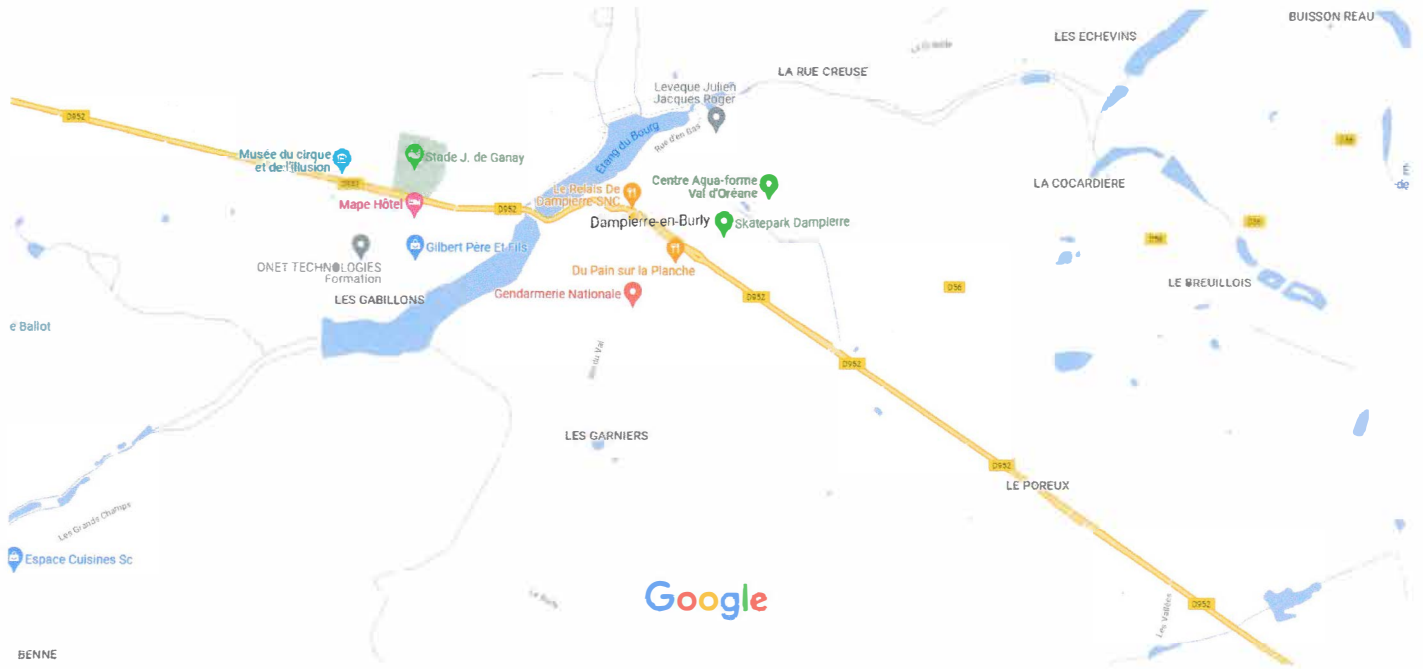 BUISSON REAU
LES ECHEVINS
LA RUE CREUSE
Leveque Julien
Jacques Roger
D952
Étang du Bourg
Rue d'en Bas
D56
Musée du cirque
et de l'illusion
Stade J. de Ganay
D952
Mape Hôtel
D952
Le Relais De
Dampierre SNC
Centre Aqua-forme
Val d'Oréane
LA COCARDIERE
Dampierre-en-Burly
Skatepark Dampierre
D56
D56
ONET TECHNOLOGIES
Formation
Gilbert Père Et Fils
Du Pain sur la Planche
LES GABILLONS
Gendarmerie Nationale
D952
D56
LE BREUILLOIS
e Ballot
D952
LES GARNIERS
D952
LE POREUX
Les Grands Champs
Espace Cuisines Sc
Google
D952
Les Vallées
BENNE